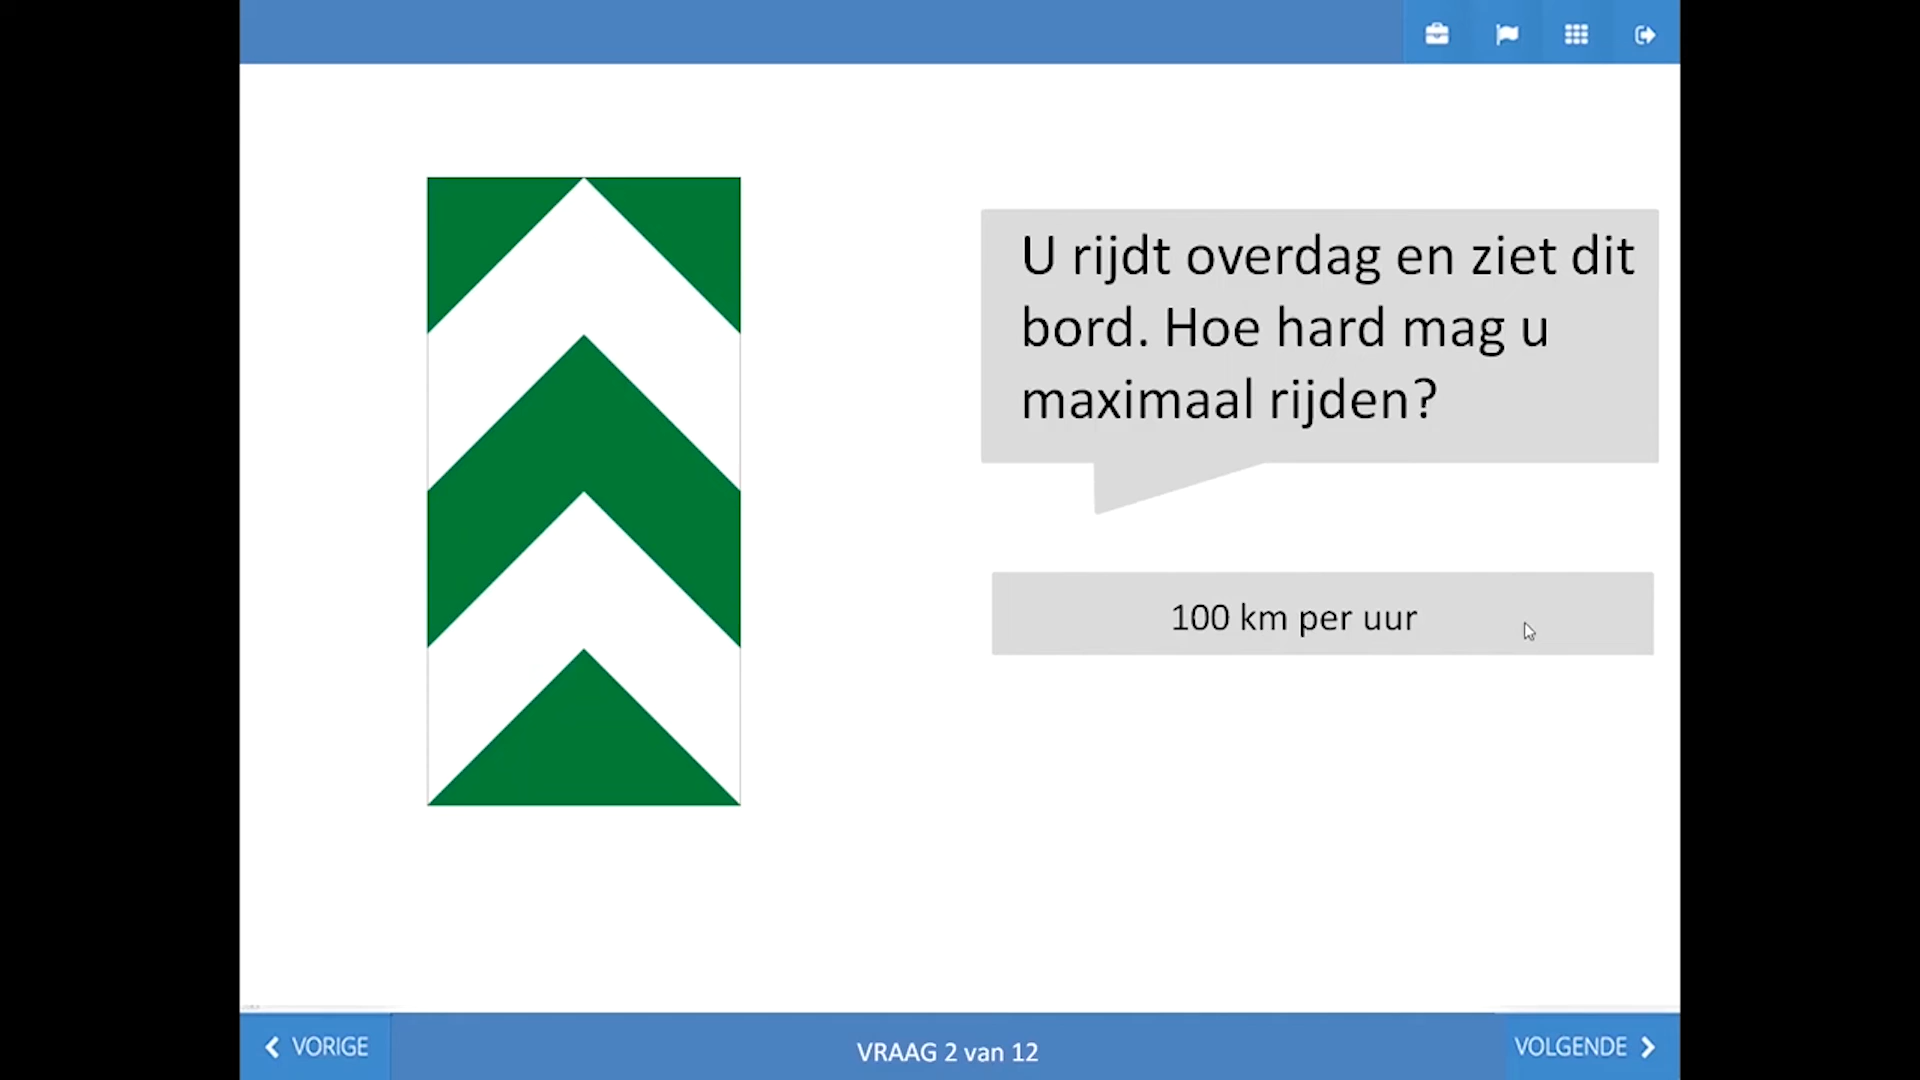 U rijdt overdag en ziet dit
bord. Hoe hard mag u
maximaal rijden?
100 km per uur
VORIGE
VRAAG 2 van 12
VOLGENDE